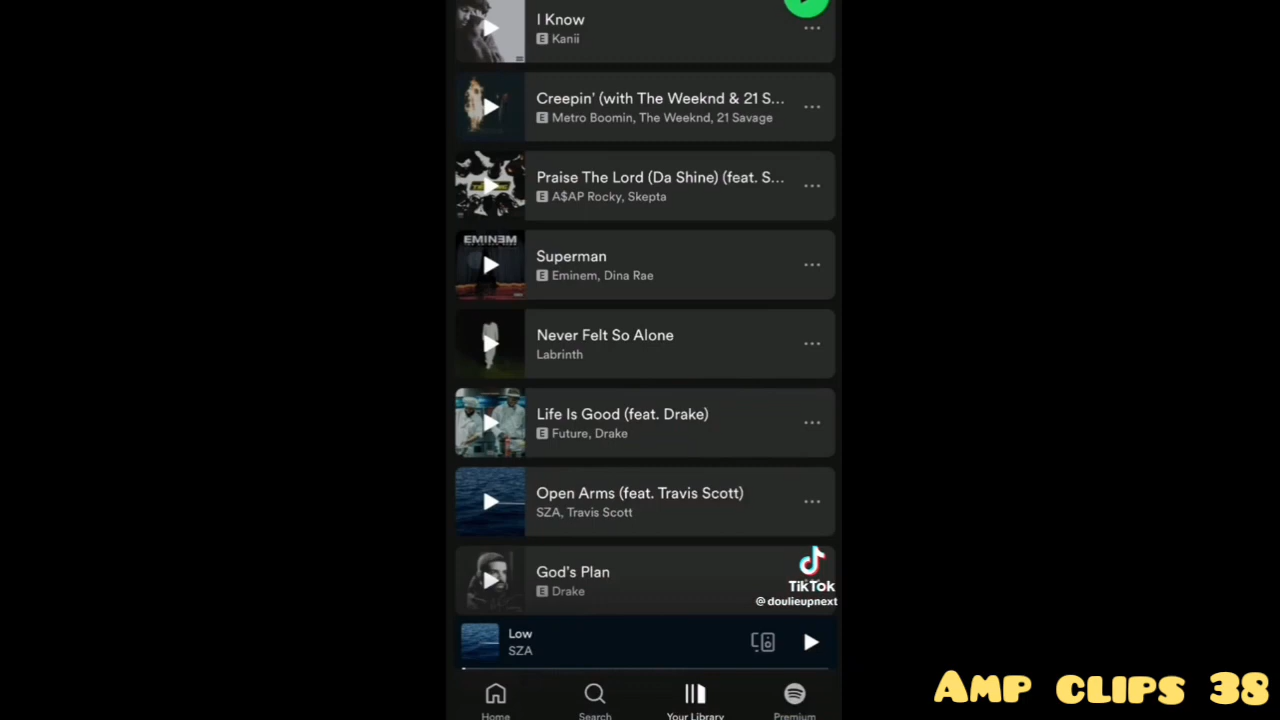 I Know
E Kanii
Creepin' (with The Weeknd & 21 S...
E Metro Boomin, The Weeknd, 21 Savage
Praise The Lord (Da Shine) (feat. S...
E A$AP Rocky, Skepta
EMINƎM
Superman
E Eminem, Dina Rae
Never Felt So Alone
Labrinth
Life Is Good (feat. Drake)
E Future, Drake
Open Arms (feat. Travis Scott)
SZA, Travis Scott
God's Plan
E Drake
TikTok
@doulieupnext
Low
SZA
Home Search Your Library Premium
Amp clips 38